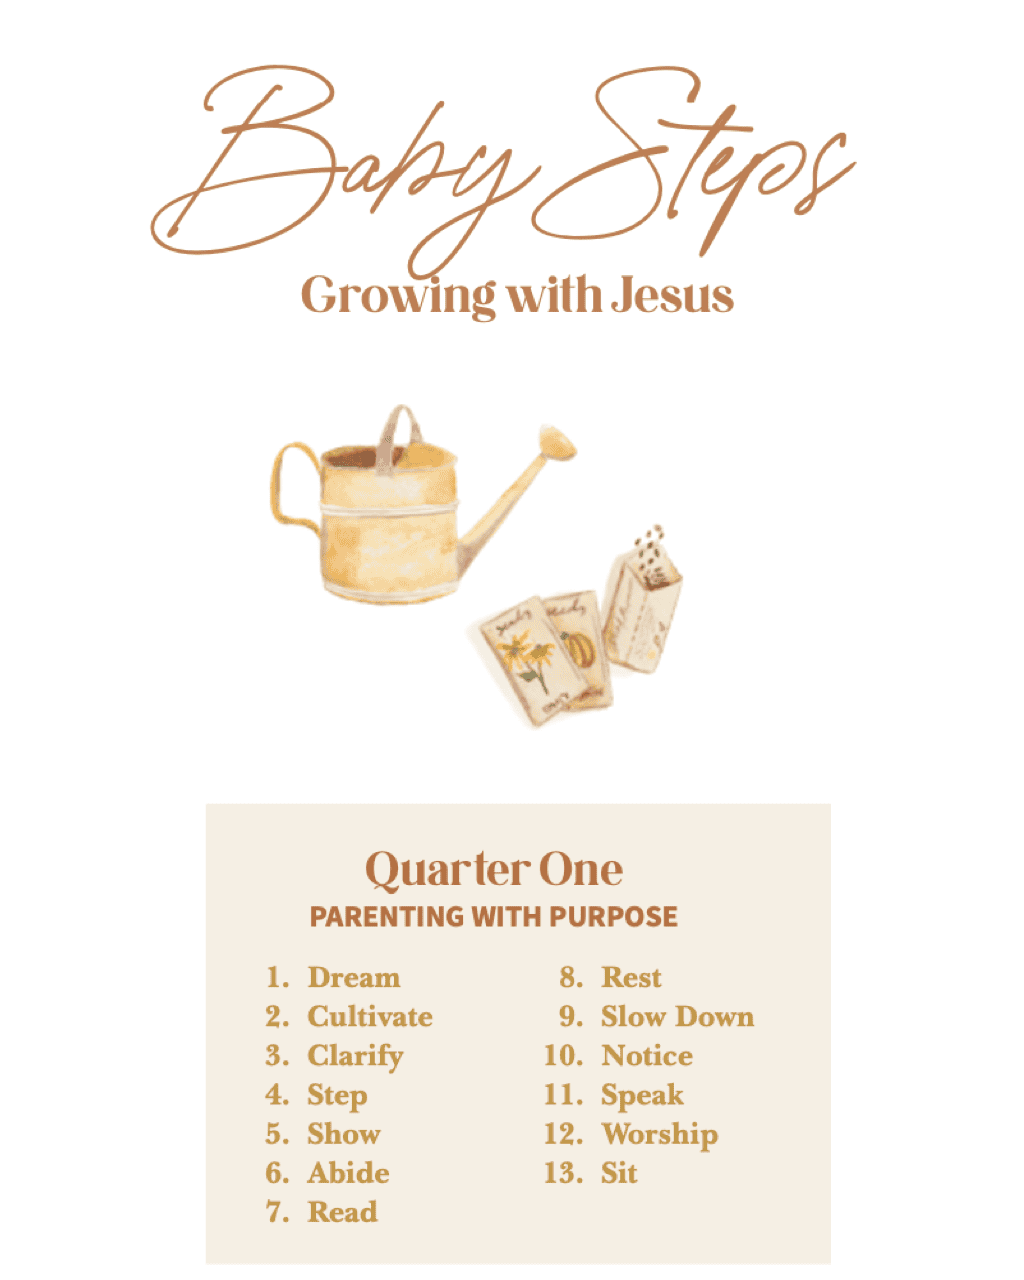 Baby Steps
Growing with Jesus
seeds
seeds
Quarter One
PARENTING WITH PURPOSE
1. Dream
2. Cultivate
3. Clarify
4. Step
5. Show
6. Abide
7. Read
8. Rest
9. Slow Down
10. Notice
11. Speak
12. Worship
13. Sit